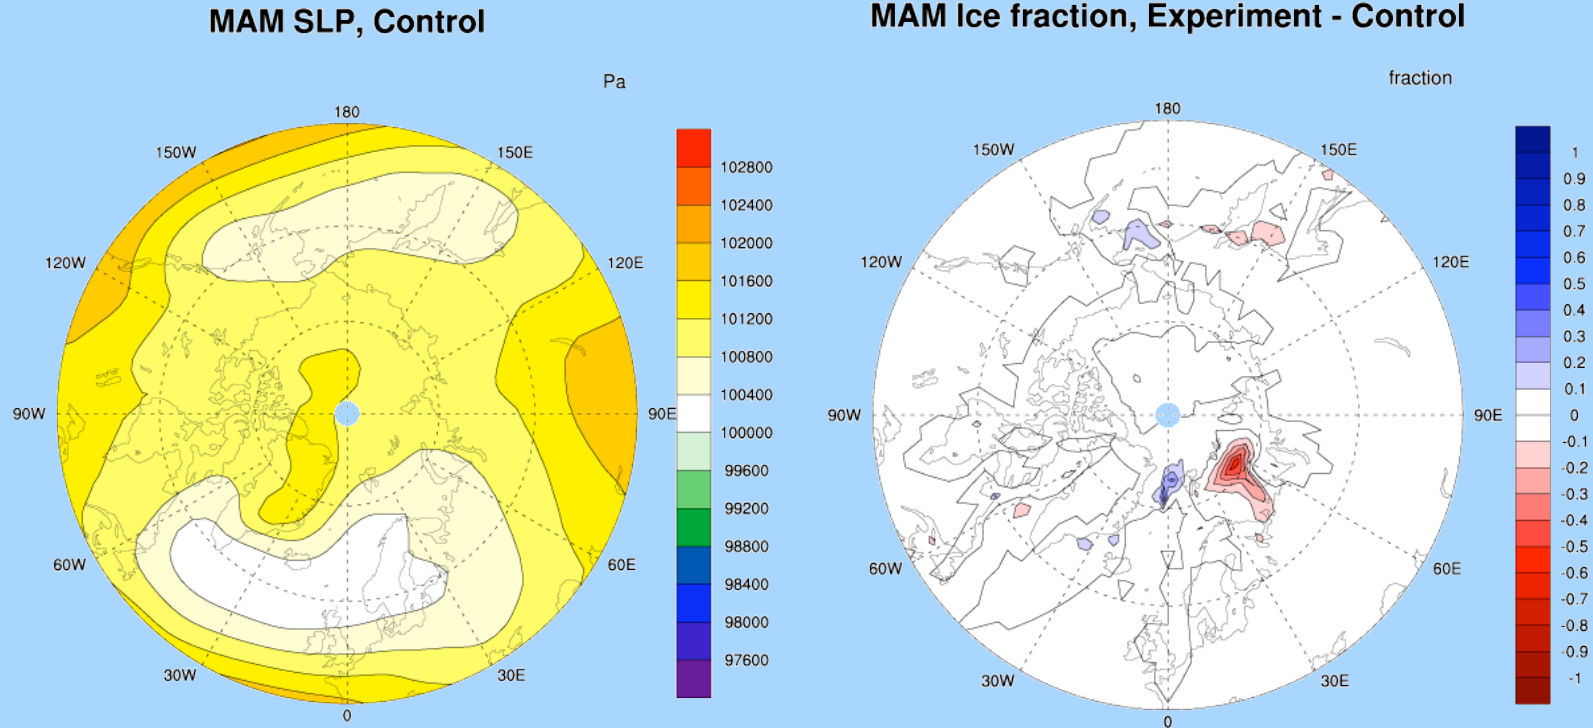 MAM SLP, Control
Pa
180
150W
150E
120W
120E
90W
90E
60W
60E
30W
30E
0
102800
102400
102000
101600
101200
100800
100400
100000
99600
99200
98800
98400
98000
97600
MAM Ice fraction, Experiment - Control
fraction
180
150W
150E
120W
120E
90W
90E
60W
60E
30W
30E
0
1
0.9
0.8
0.7
0.6
0.5
0.4
0.3
0.2
0.1
0
-0.1
-0.2
-0.3
-0.4
-0.5
-0.6
-0.7
-0.8
-0.9
-1